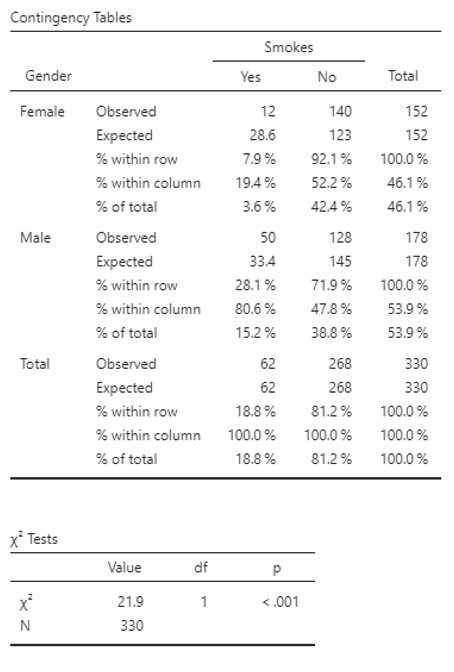 Contingency Tables
Smokes
Gender Yes No Total
Female Observed 12 140 152
Expected 28.6 123 152
% within row 7.9 % 92.1 % 100.0 %
% within column 19.4 % 52.2 % 46.1 %
% of total 3.6 % 42.4 % 46.1 %
Male Observed 50 128 178
Expected 33.4 145 178
% within row 28.1 % 71.9 % 100.0 %
% within column 80.6 % 47.8 % 53.9 %
% of total 15.2 % 38.8 % 53.9 %
Total Observed 62 268 330
Expected 62 268 330
% within row 18.8 % 81.2 % 100.0 %
% within column 100.0 % 100.0 % 100.0 %
% of total 18.8 % 81.2 % 100.0 %
χ² Tests
Value df p
χ² 21.9 1 < .001
N 330